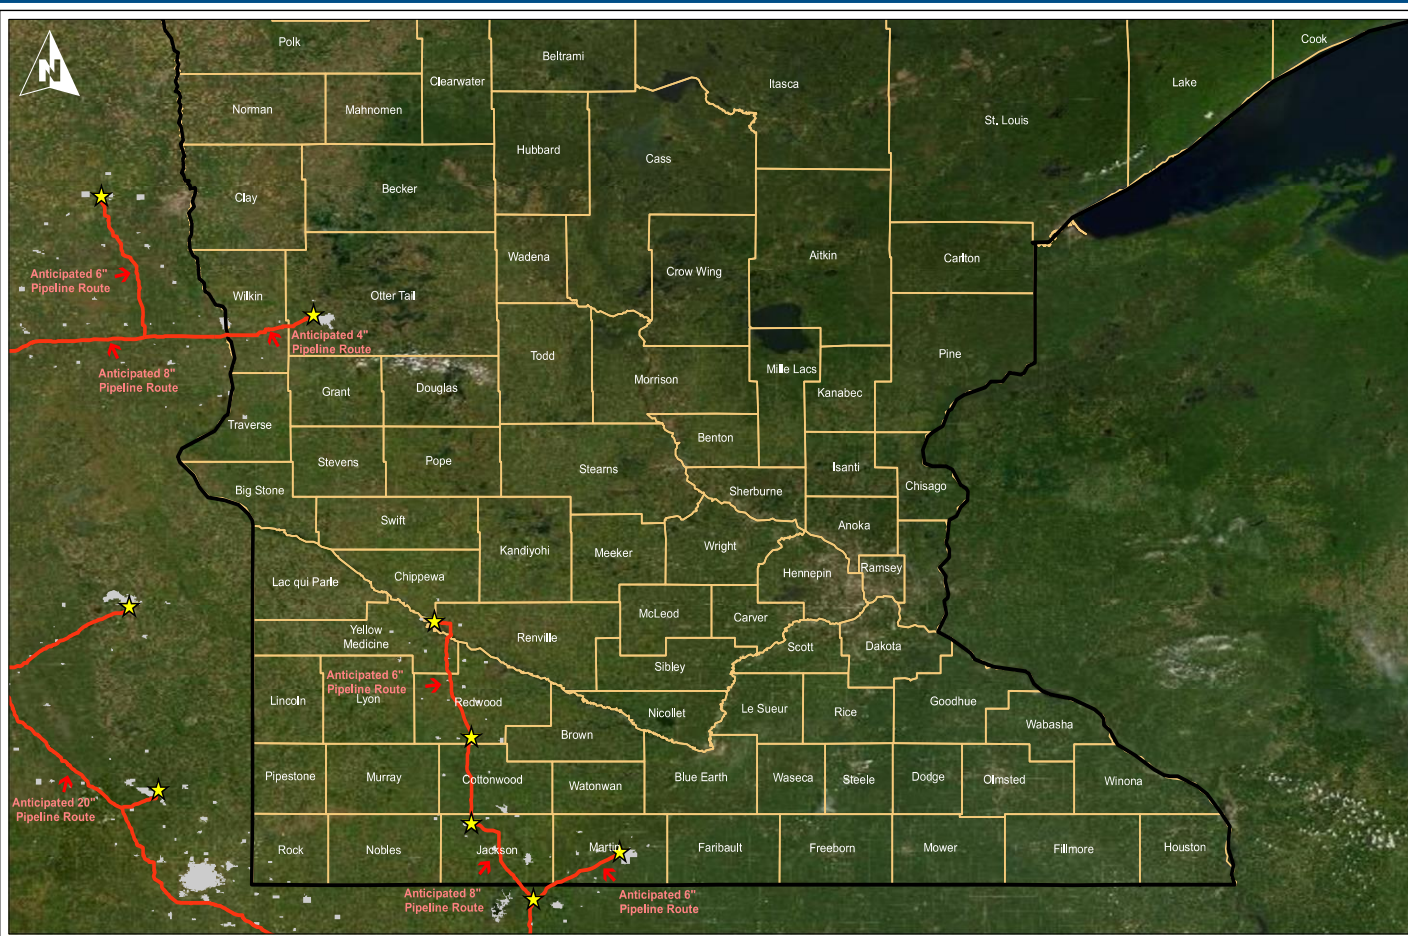 N
Polk
Beltrami
Cook
Clearwater
Itasca
Lake
Norman
Mahnomen
St. Louis
Hubbard
Cass
Becker
Clay
Wadena
Crow Wing
Aitkin
Carlton
Anticipated 6"
Pipeline Route
Wilkin
Otter Tail
Anticipated 4"
Pipeline Route
Todd
Pine
Anticipated 8"
Pipeline Route
Mille Lacs
Morrison
Grant
Douglas
Kanabec
Traverse
Benton
Stevens
Pope
Stearns
Isanti
Big Stone
Sherburne
Chisago
Swift
Anoka
Kandiyohi
Meeker
Wright
Lac qui Parle
Chippewa
Hennepin
Ramsey
McLeod
Carver
Yellow
Medicine
Renville
Scott
Dakota
Sibley
Anticipated 6"
Pipeline Route
Lincoln
Lyon
Redwood
Nicollet
Le Sueur
Rice
Goodhue
Wabasha
Brown
Pipestone
Murray
Cottonwood
Watonwan
Blue Earth
Waseca
Steele
Dodge
Olmsted
Winona
Anticipated 20"
Pipeline Route
Rock
Nobles
Jackson
Martin
Faribault
Freeborn
Mower
Fillmore
Houston
Anticipated 8"
Pipeline Route
Anticipated 6"
Pipeline Route